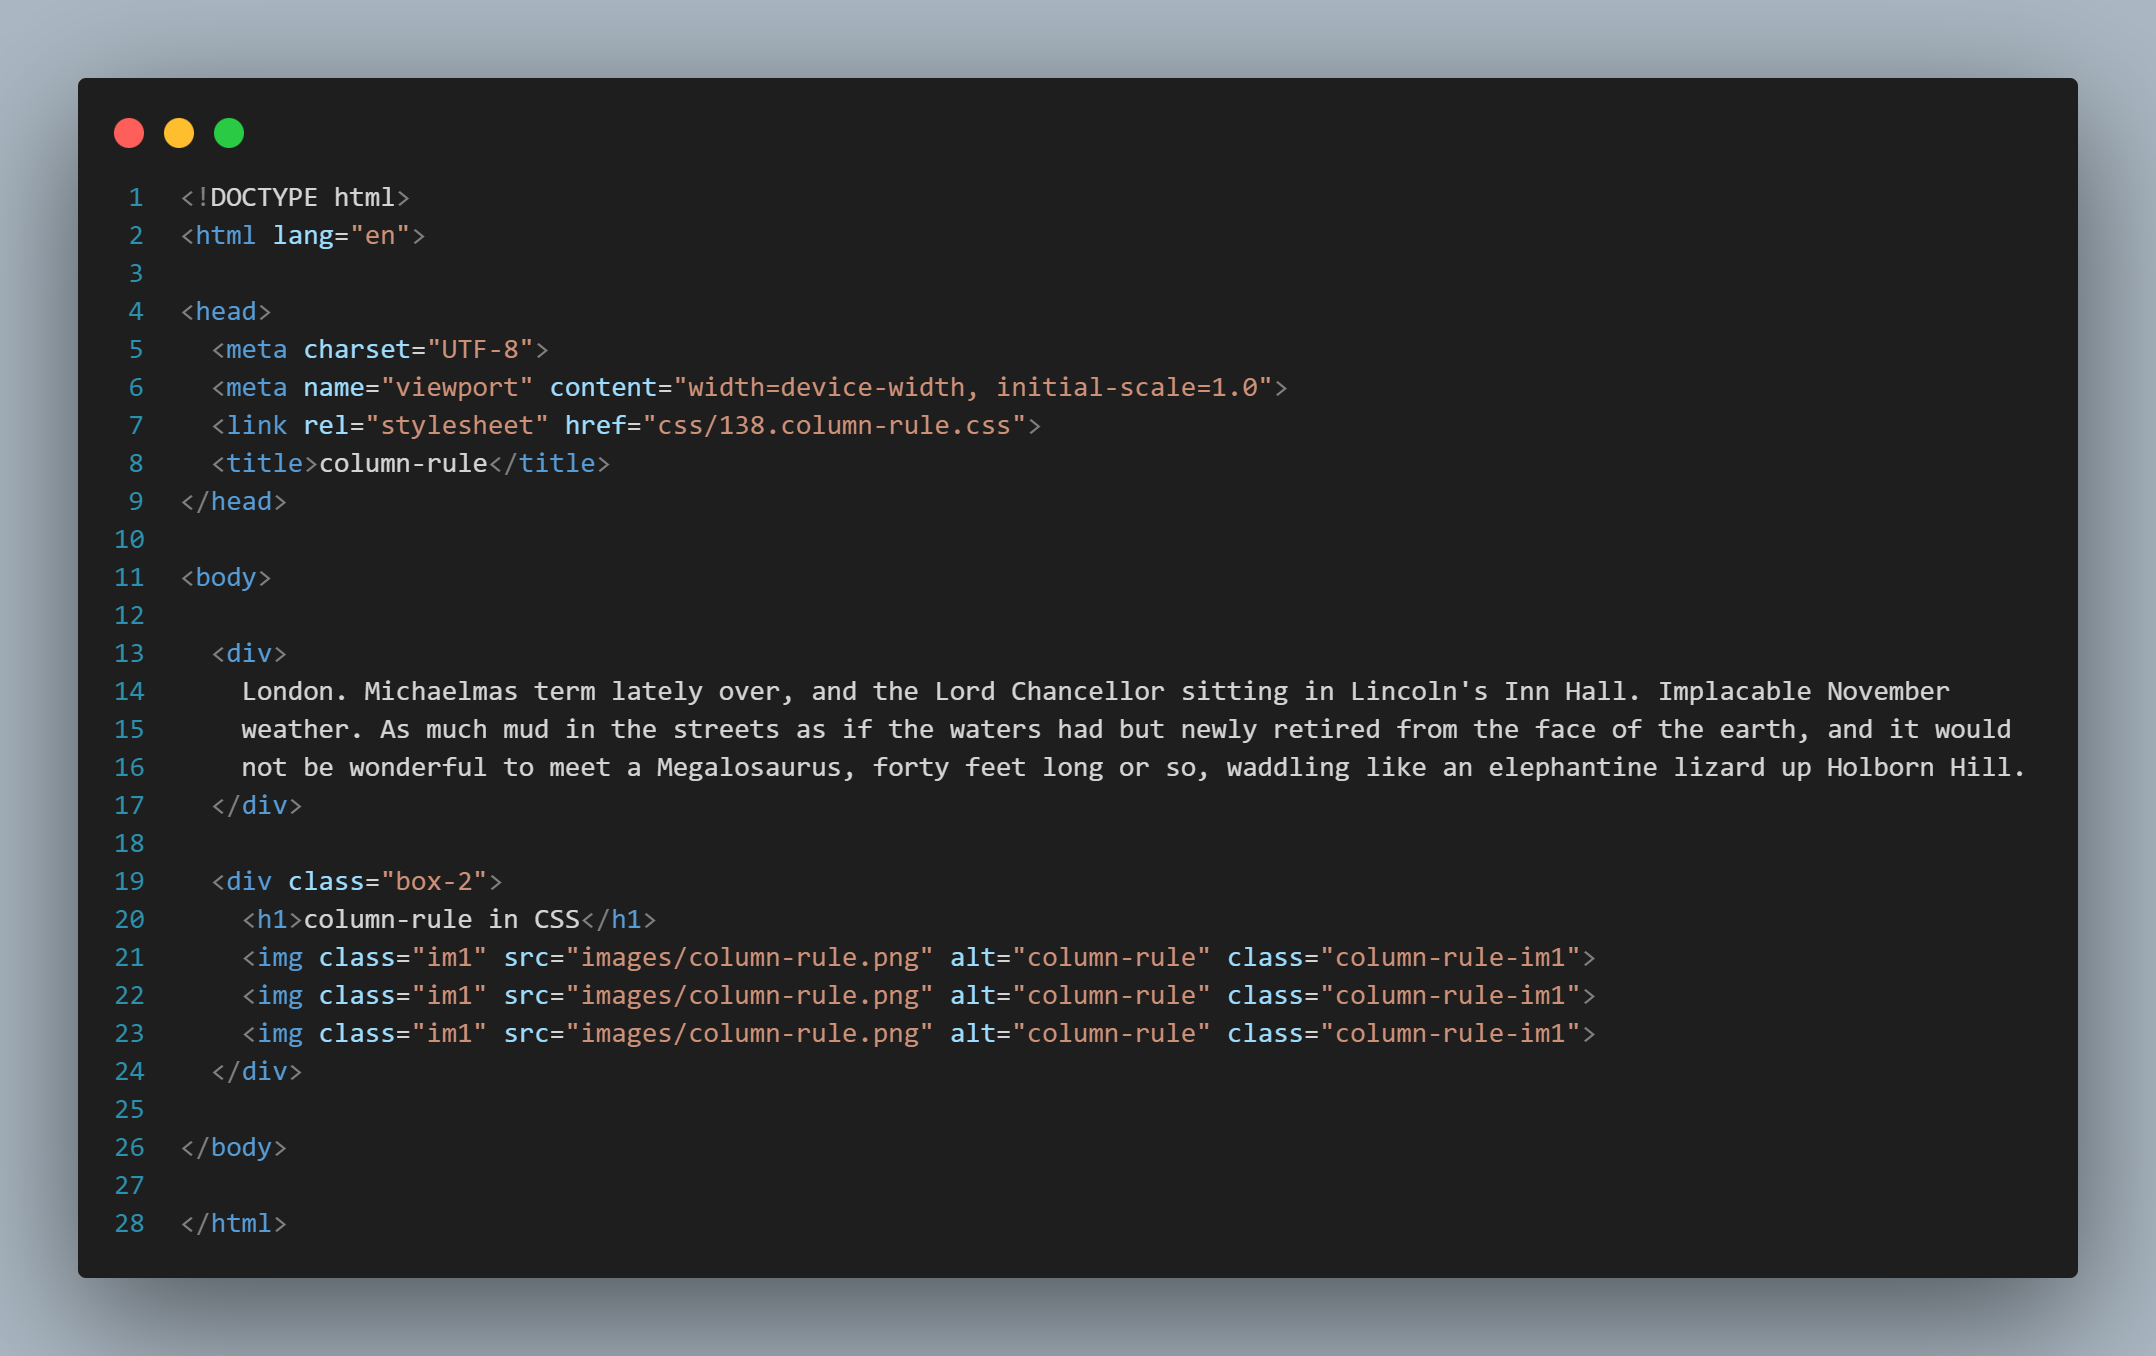 1 <!DOCTYPE html>
2 <html lang="en">
3
4 <head>
5   <meta charset="UTF-8">
6   <meta name="viewport" content="width=device-width, initial-scale=1.0">
7   <link rel="stylesheet" href="css/138.column-rule.css">
8   <title>column-rule</title>
9 </head>
10
11 <body>
12
13   <div>
14     London. Michaelmas term lately over, and the Lord Chancellor sitting in Lincoln's Inn Hall. Implacable November
15     weather. As much mud in the streets as if the waters had but newly retired from the face of the earth, and it would
16     not be wonderful to meet a Megalosaurus, forty feet long or so, waddling like an elephantine lizard up Holborn Hill.
17   </div>
18
19   <div class="box-2">
20     <h1>column-rule in CSS</h1>
21     <img class="im1" src="images/column-rule.png" alt="column-rule" class="column-rule-im1">
22     <img class="im1" src="images/column-rule.png" alt="column-rule" class="column-rule-im1">
23     <img class="im1" src="images/column-rule.png" alt="column-rule" class="column-rule-im1">
24   </div>
25
26 </body>
27
28 </html>